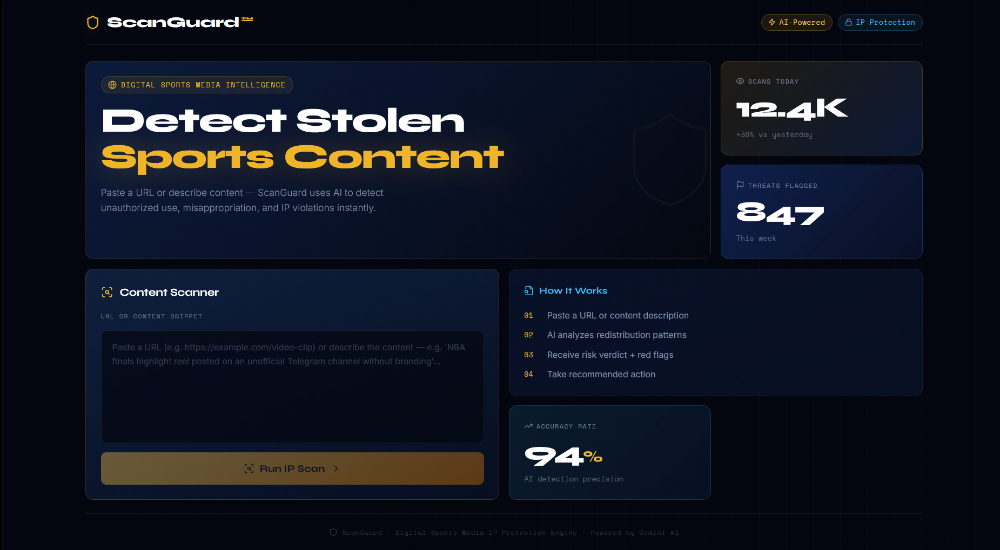 ScanGuard™
AI-Powered
IP Protection
DIGITAL SPORTS MEDIA INTELLIGENCE
Detect Stolen
Sports Content
Paste a URL or describe content — ScanGuard uses AI to detect
unauthorized use, misappropriation, and IP violations instantly.
SCANS TODAY
12.4K
+38% vs yesterday
THREATS FLAGGED
847
This week
Content Scanner
URL OR CONTENT SNIPPET
Paste a URL (e.g. https://example.com/video-clip) or describe the content — e.g. 'NBA
finals highlight reel posted on an unofficial Telegram channel without branding'...
Run IP Scan
How It Works
01 Paste a URL or content description
02 AI analyzes redistribution patterns
03 Receive risk verdict + red flags
04 Take recommended action
ACCURACY RATE
94%
AI detection precision
ScanGuard — Digital Sports Media IP Protection Engine · Powered by Gemini AI